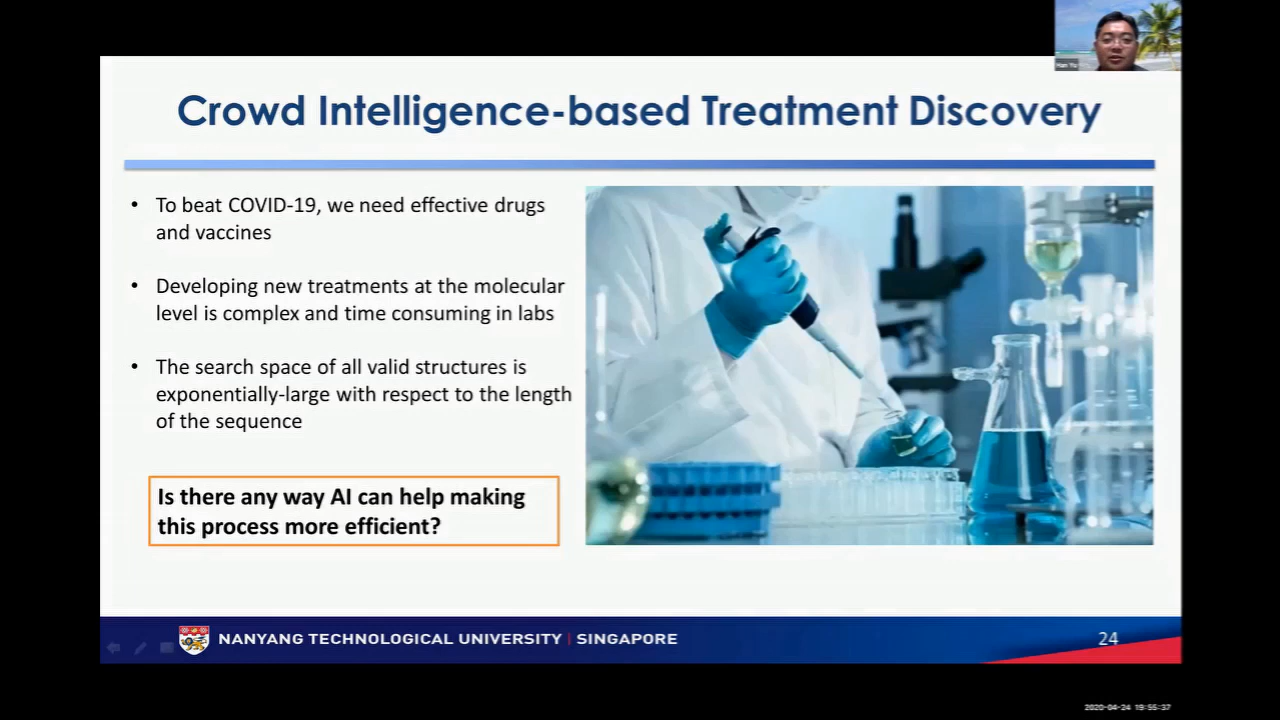 Han Yu
Crowd Intelligence-based Treatment Discovery
• To beat COVID-19, we need effective drugs
and vaccines
• Developing new treatments at the molecular
level is complex and time consuming in labs
• The search space of all valid structures is
exponentially-large with respect to the length
of the sequence
Is there any way AI can help making
this process more efficient?
NANYANG TECHNOLOGICAL UNIVERSITY | SINGAPORE
24
2020-04-24 19:55:37